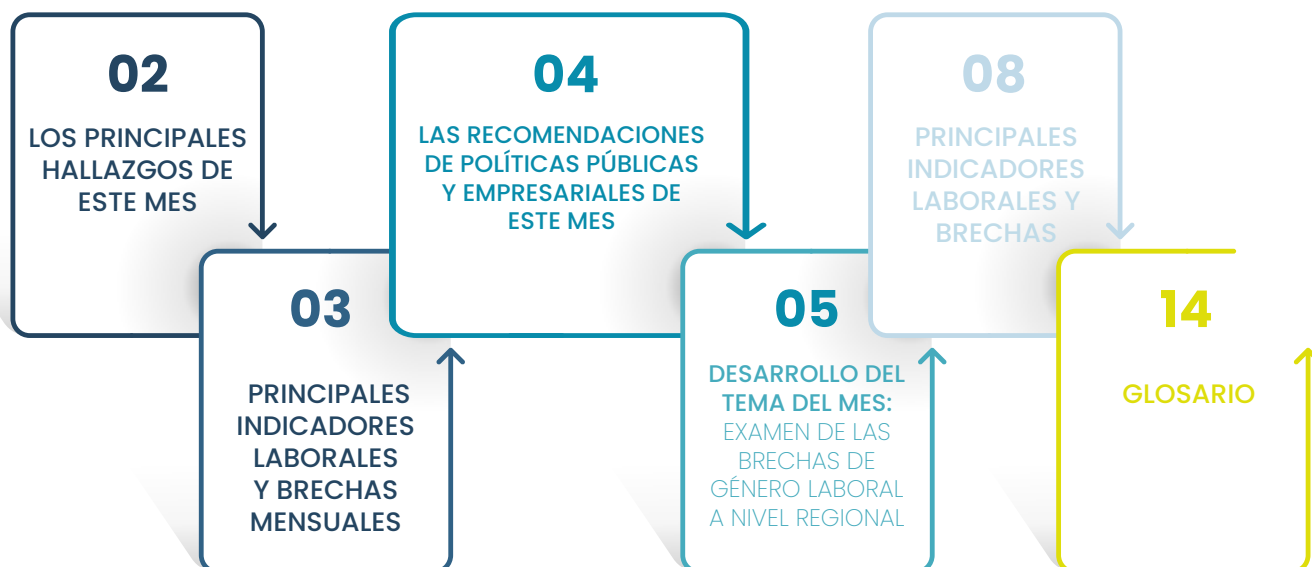 02
LOS PRINCIPALES
HALLAZGOS DE
ESTE MES
03
PRINCIPALES
INDICADORES
LABORALES
Y BRECHAS
MENSUALES
04
LAS RECOMENDACIONES
DE POLÍTICAS PÚBLICAS
Y EMPRESARIALES DE
ESTE MES
05
DESARROLLO DEL
TEMA DEL MES:
EXAMEN DE LAS
BRECHAS DE
GÉNERO LABORAL
A NIVEL REGIONAL
08
PRINCIPALES
INDICADORES
LABORALES Y
BRECHAS
14
GLOSARIO